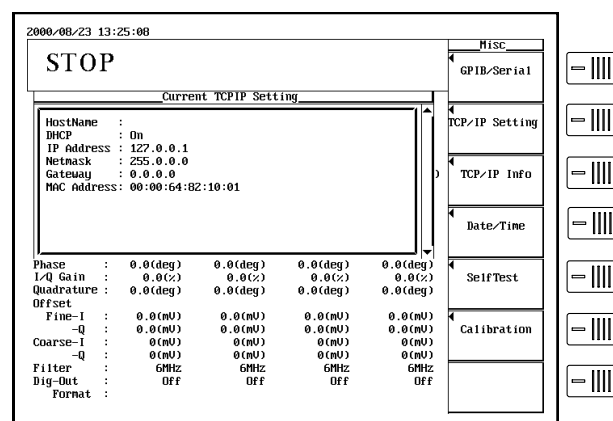 2000/08/23 13:25:08
Misc
STOP
GPIB/Serial
Current TCPIP Setting
HostName :
DHCP : On
IP Address : 127.0.0.1
Netmask : 255.0.0.0
Gateway : 0.0.0.0
MAC Address: 00:00:64:82:10:01
TCP/IP Setting
TCP/IP Info
Date/Time
SelfTest
Calibration
Phase : 0.0(deg) 0.0(deg) 0.0(deg) 0.0(deg)
I/Q Gain : 0.0(%) 0.0(%) 0.0(%) 0.0(%)
Quadrature : 0.0(deg) 0.0(deg) 0.0(deg) 0.0(deg)
Offset
Fine-I : 0.0(mV) 0.0(mV) 0.0(mV) 0.0(mV)
-Q : 0.0(mV) 0.0(mV) 0.0(mV) 0.0(mV)
Coarse-I : 0(mV) 0(mV) 0(mV) 0(mV)
-Q : 0(mV) 0(mV) 0(mV) 0(mV)
Filter : 6MHz 6MHz 6MHz 6MHz
Dig-Out : Off Off Off Off
Format :